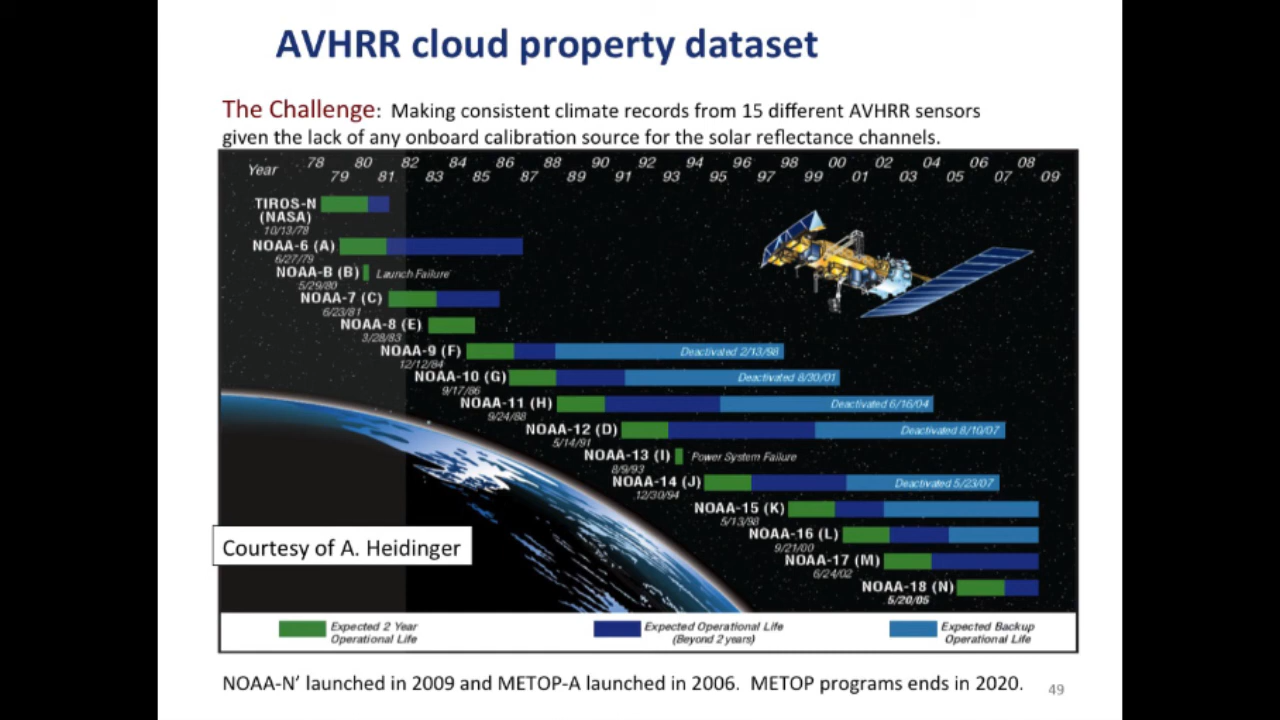 AVHRR cloud property dataset
The Challenge: Making consistent climate records from 15 different AVHRR sensors
given the lack of any onboard calibration source for the solar reflectance channels.
Year 78 79 80 81 82 83 84 85 86 87 88 89 90 91 92 93 94 95 96 97 98 99 00 01 02 03 04 05 06 07 08 09
TIROS-N
(NASA)
10/13/78
NOAA-6 (A)
6/27/79
NOAA-B (B) Launch Failure
5/29/80
NOAA-7 (C)
6/23/81
NOAA-8 (E)
3/28/83
NOAA-9 (F) Deactivated 2/13/98
12/12/84
NOAA-10 (G) Deactivated 8/30/01
9/17/86
NOAA-11 (H) Deactivated 6/16/04
9/24/88
NOAA-12 (D) Deactivated 8/10/07
5/14/91
NOAA-13 (I) Power System Failure
8/9/93
NOAA-14 (J) Deactivated 5/23/07
12/30/94
NOAA-15 (K)
5/13/98
NOAA-16 (L)
9/21/00
NOAA-17 (M)
6/24/02
NOAA-18 (N)
5/20/05
Courtesy of A. Heidinger
Expected 2 Year
Operational Life
Expected Operational Life
(Beyond 2 years)
Expected Backup
Operational Life
NOAA-N’ launched in 2009 and METOP-A launched in 2006. METOP programs ends in 2020.
49